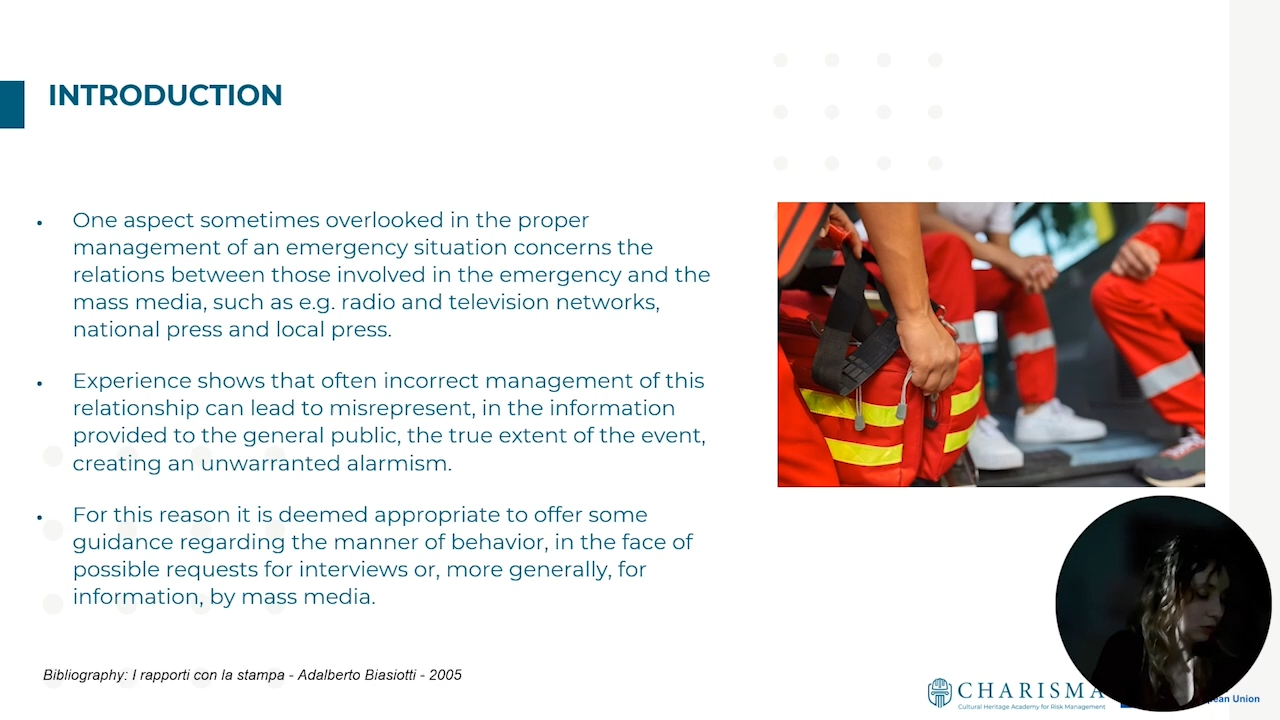 INTRODUCTION
• One aspect sometimes overlooked in the proper
management of an emergency situation concerns the
relations between those involved in the emergency and the
mass media, such as e.g. radio and television networks,
national press and local press.
• Experience shows that often incorrect management of this
relationship can lead to misrepresent, in the information
provided to the general public, the true extent of the event,
creating an unwarranted alarmism.
• For this reason it is deemed appropriate to offer some
guidance regarding the manner of behavior, in the face of
possible requests for interviews or, more generally, for
information, by mass media.
Bibliography: I rapporti con la stampa - Adalberto Biasiotti - 2005
CHARISMA
Cultural Heritage Academy for Risk Management
Union